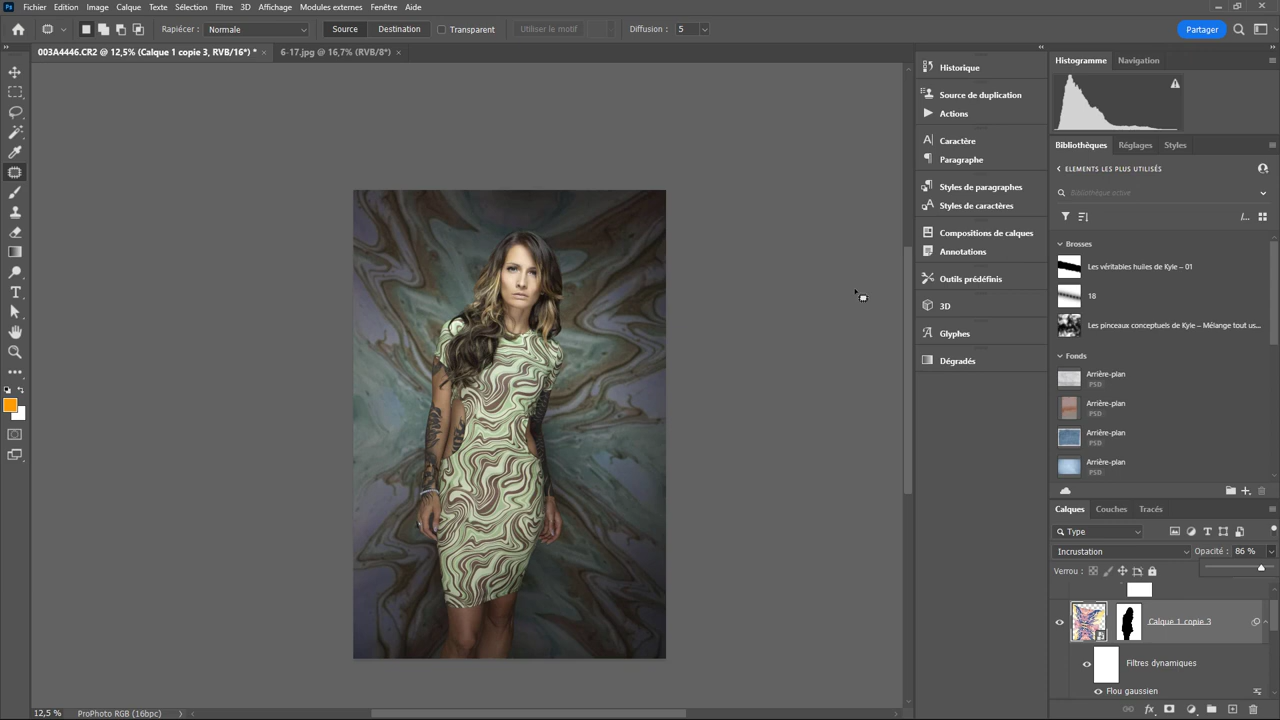 Ps Fichier Edition Image Calque Texte Sélection Filtre 3D Affichage Modules externes Fenêtre Aide
Rapiécer : Normale Source Destination Transparent Utiliser le motif Diffusion : 5 Partager
003A4446.CR2 @ 12,5% (Calque 1 copie 3, RVB/16*) * × 6-17.jpg @ 16,7% (RVB/8*) ×
Historique
Source de duplication
Actions
Caractère
Paragraphe
Styles de paragraphes
Styles de caractères
Compositions de calques
Annotations
Outils prédéfinis
3D
Glyphes
Dégradés
Histogramme Navigation
Bibliothèques Réglages Styles
ELEMENTS LES PLUS UTILISÉS
Bibliothèque active
Brosses
Les véritables huiles de Kyle – 01
18
Les pinceaux conceptuels de Kyle – Mélange tout us...
Fonds
Arrière-plan
PSD
Arrière-plan
PSD
Arrière-plan
PSD
Arrière-plan
PSD
Calques Couches Tracés
Type
Incrustation Opacité : 86 %
Verrou :
Calque 1 copie 3
Filtres dynamiques
Flou gaussien
12,5 % ProPhoto RGB (16bpc)